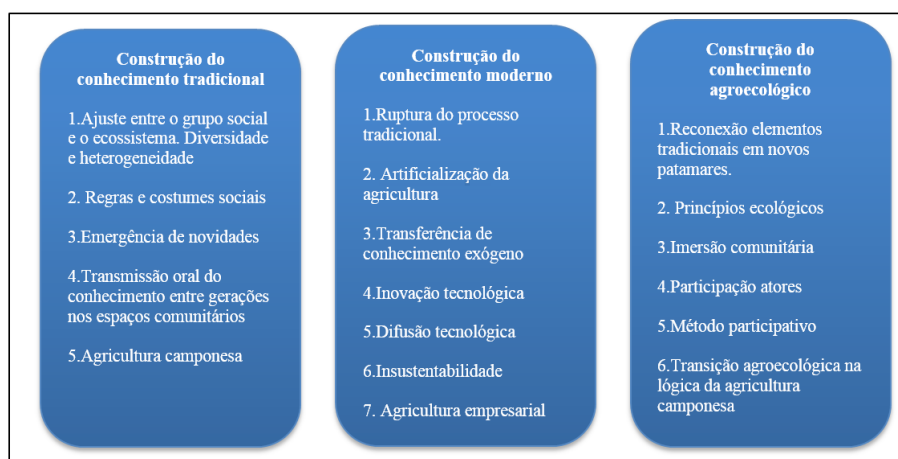 Construção do
conhecimento tradicional
1.Ajuste entre o grupo social
e o ecossistema. Diversidade
e heterogeneidade
2. Regras e costumes sociais
3.Emergência de novidades
4.Transmissão oral do
conhecimento entre gerações
nos espaços comunitários
5.Agricultura camponesa
Construção do
conhecimento moderno
1.Ruptura do processo
tradicional.
2. Artificialização da
agricultura
3.Transferência de
conhecimento exógeno
4.Inovação tecnológica
5.Difusão tecnológica
6.Insustentabilidade
7. Agricultura empresarial
Construção do
conhecimento
agroecológico
1.Reconexão elementos
tradicionais em novos
patamares.
2. Princípios ecológicos
3.Imersão comunitária
4.Participação atores
5.Método participativo
6.Transição agroecológica na
lógica da agricultura
camponesa